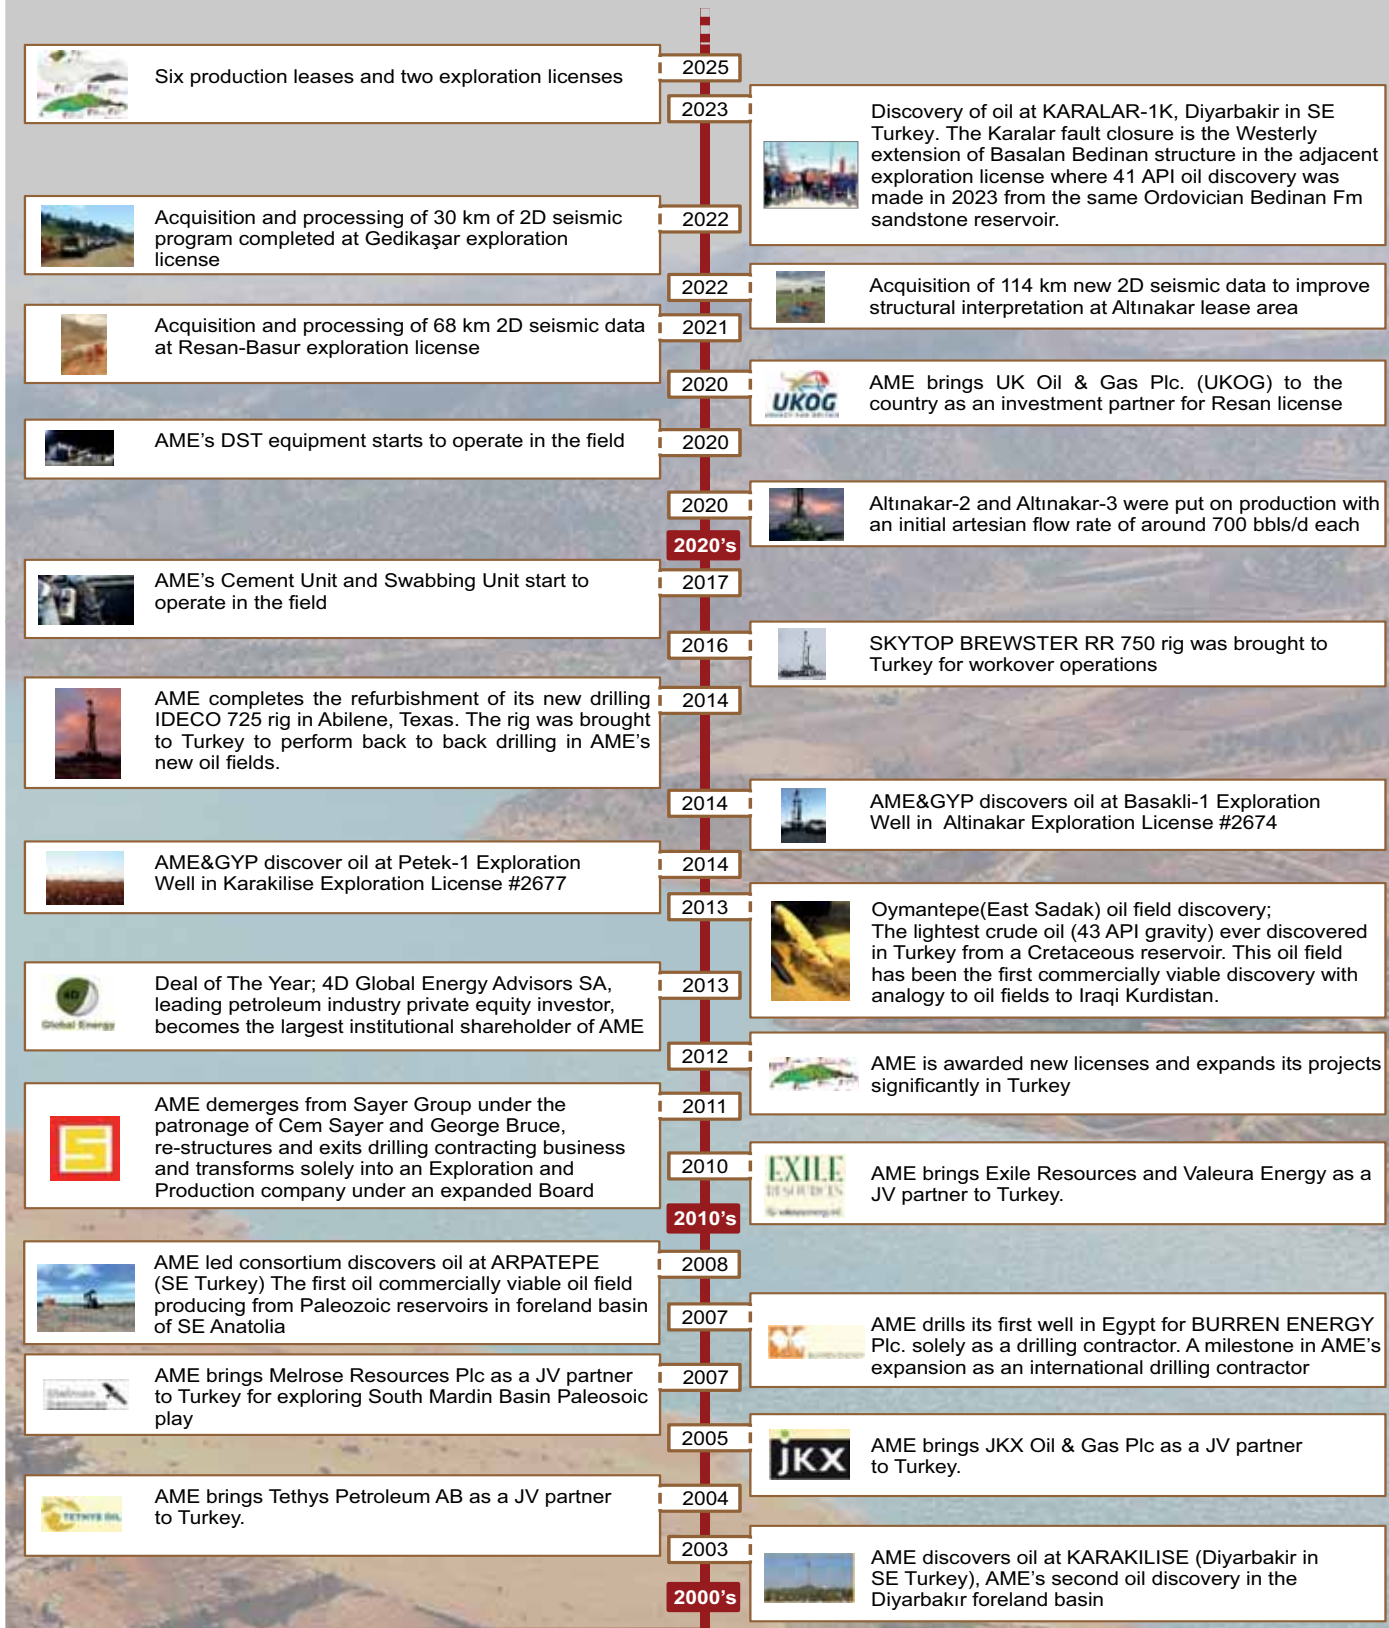 2025
Six production leases and two exploration licenses
2023
Discovery of oil at KARALAR-1K, Diyarbakir in SE
Turkey. The Karalar fault closure is the Westerly
extension of Basalan Bedinan structure in the adjacent
exploration license where 41 API oil discovery was
made in 2023 from the same Ordovician Bedinan Fm
sandstone reservoir.
2022
Acquisition and processing of 30 km of 2D seismic
program completed at Gedikaşar exploration
license
2022
Acquisition of 114 km new 2D seismic data to improve
structural interpretation at Altınakar lease area
2021
Acquisition and processing of 68 km 2D seismic data
at Resan-Basur exploration license
2020
UKOG
AME brings UK Oil & Gas Plc. (UKOG) to the
country as an investment partner for Resan license
2020
AME's DST equipment starts to operate in the field
2020
Altınakar-2 and Altınakar-3 were put on production with
an initial artesian flow rate of around 700 bbls/d each
2020's
2017
AME's Cement Unit and Swabbing Unit start to
operate in the field
2016
SKYTOP BREWSTER RR 750 rig was brought to
Turkey for workover operations
2014
AME completes the refurbishment of its new drilling
IDECO 725 rig in Abilene, Texas. The rig was brought
to Turkey to perform back to back drilling in AME's
new oil fields.
2014
AME&GYP discovers oil at Basakli-1 Exploration
Well in Altinakar Exploration License #2674
2014
AME&GYP discover oil at Petek-1 Exploration
Well in Karakilise Exploration License #2677
2013
Oymantepe(East Sadak) oil field discovery;
The lightest crude oil (43 API gravity) ever discovered
in Turkey from a Cretaceous reservoir. This oil field
has been the first commercially viable discovery with
analogy to oil fields to Iraqi Kurdistan.
2013
4D
Global Energy
Deal of The Year; 4D Global Energy Advisors SA,
leading petroleum industry private equity investor,
becomes the largest institutional shareholder of AME
2012
AME is awarded new licenses and expands its projects
significantly in Turkey
2011
AME demerges from Sayer Group under the
patronage of Cem Sayer and George Bruce,
re-structures and exits drilling contracting business
and transforms solely into an Exploration and
Production company under an expanded Board
2010
EXILE
RESOURCES
AME brings Exile Resources and Valeura Energy as a
JV partner to Turkey.
2010's
2008
AME led consortium discovers oil at ARPATEPE
(SE Turkey) The first oil commercially viable oil field
producing from Paleozoic reservoirs in foreland basin
of SE Anatolia
2007
BURREN ENERGY
AME drills its first well in Egypt for BURREN ENERGY
Plc. solely as a drilling contractor. A milestone in AME's
expansion as an international drilling contractor
2007
AME brings Melrose Resources Plc as a JV partner
to Turkey for exploring South Mardin Basin Paleosoic
play
2005
JKX
AME brings JKX Oil & Gas Plc as a JV partner
to Turkey.
2004
TETHYS OIL
AME brings Tethys Petroleum AB as a JV partner
to Turkey.
2003
AME discovers oil at KARAKILISE (Diyarbakir in
SE Turkey), AME's second oil discovery in the
Diyarbakır foreland basin
2000's